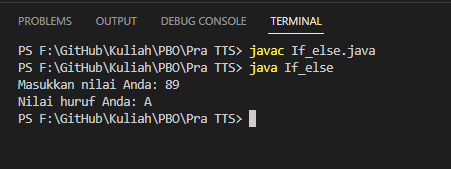 PROBLEMS OUTPUT DEBUG CONSOLE TERMINAL
PS F:\GitHub\Kuliah\PBO\Pra TTS> javac If_else.java
PS F:\GitHub\Kuliah\PBO\Pra TTS> java If_else
Masukkan nilai Anda: 89
Nilai huruf Anda: A
PS F:\GitHub\Kuliah\PBO\Pra TTS>